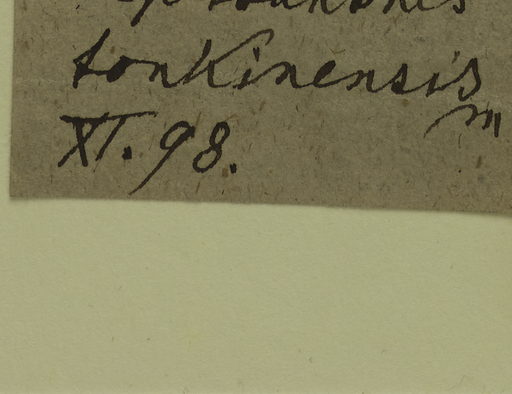 tonkinensis
m
XI. 98.